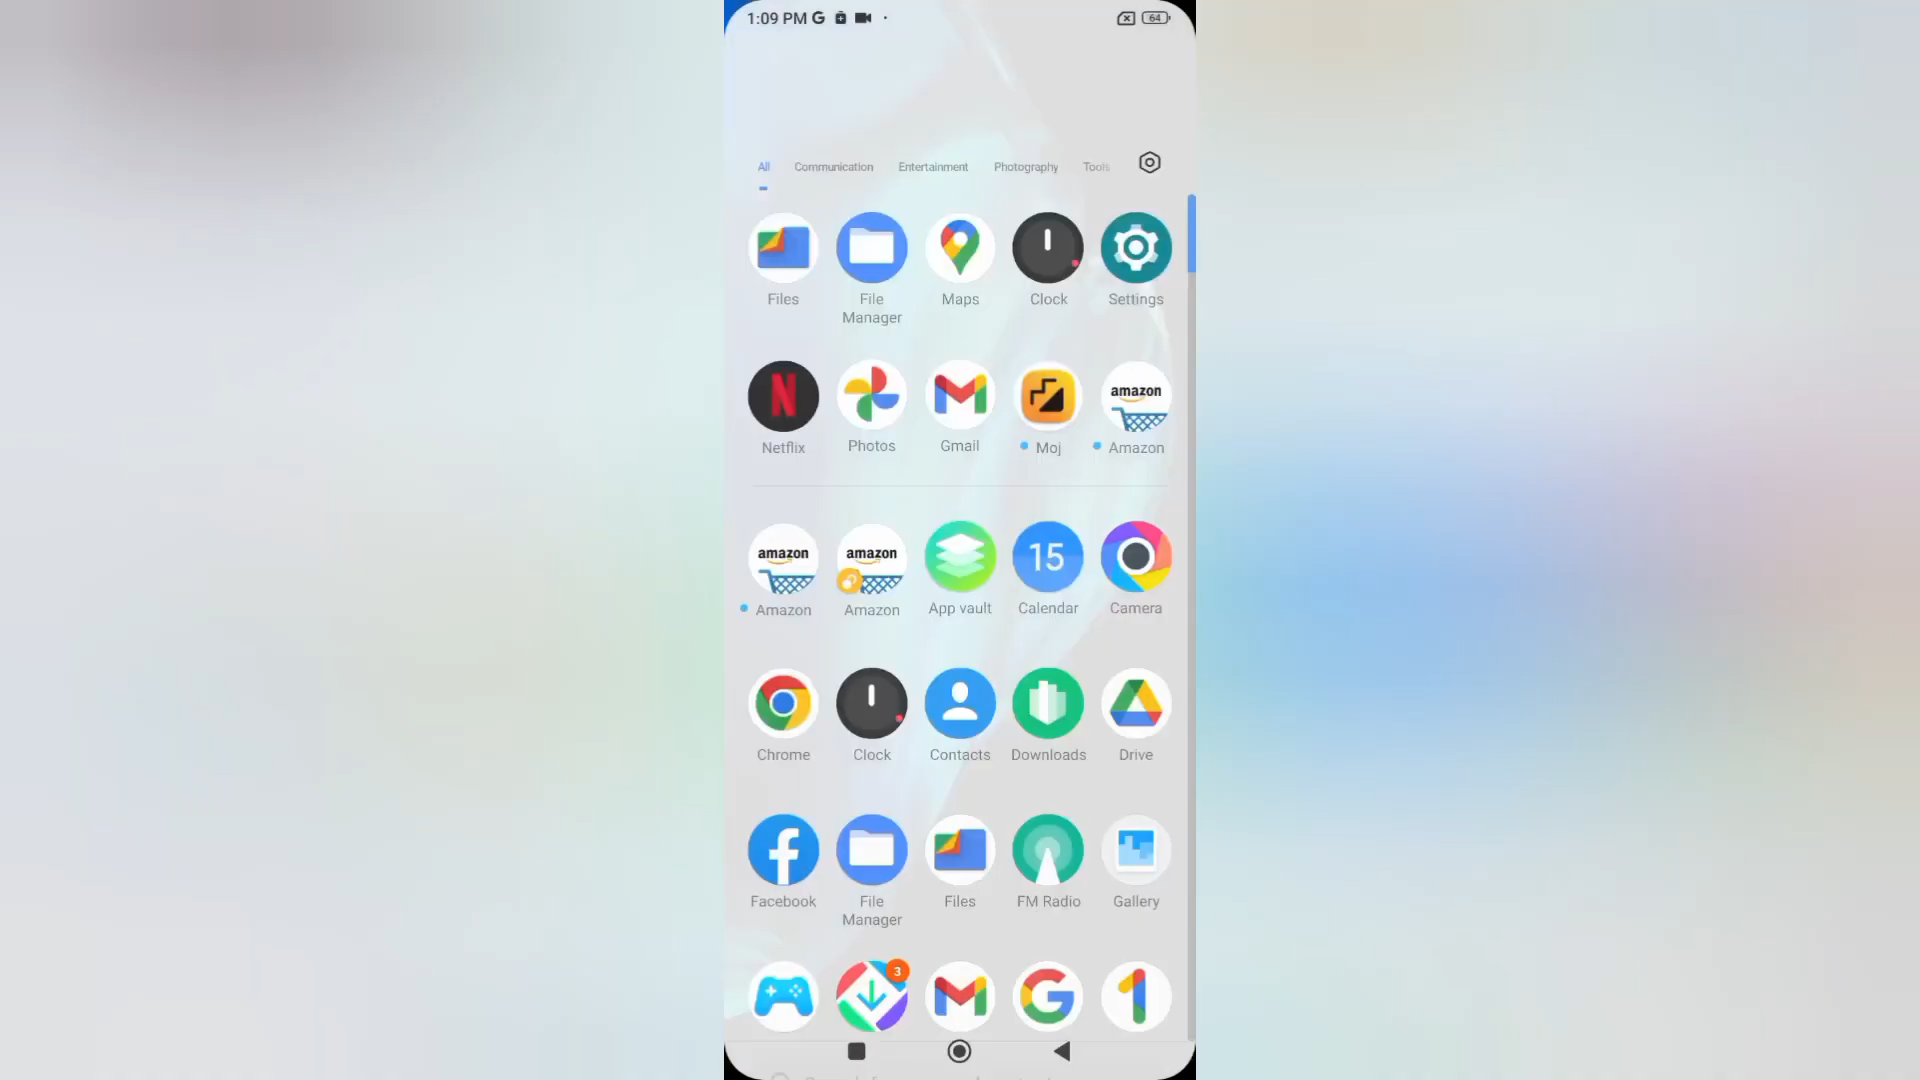 1:09 PM
64
All Communication Entertainment Photography Tools
Files File Manager Maps Clock Settings
amazon
Netflix Photos Gmail Moj Amazon
amazon amazon 15
Amazon Amazon App vault Calendar Camera
Chrome Clock Contacts Downloads Drive
Facebook File Manager Files FM Radio Gallery
3